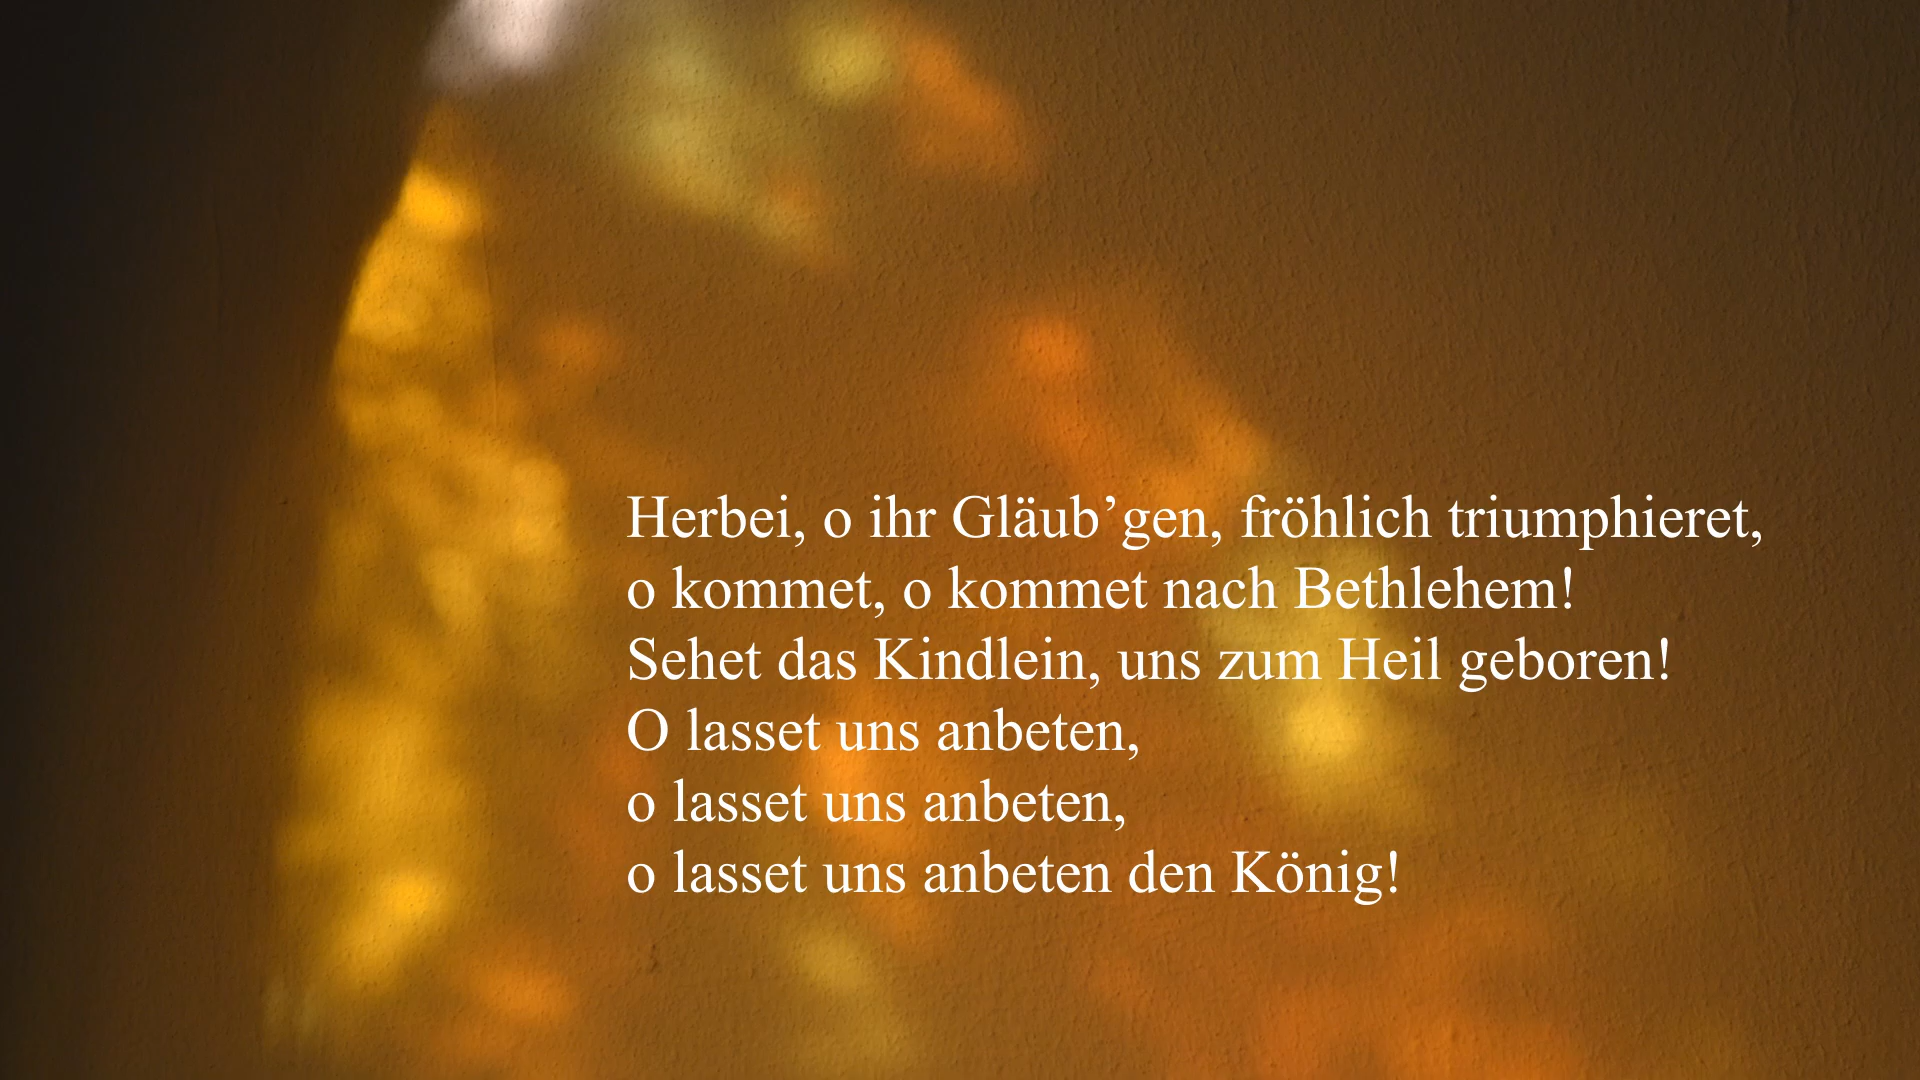 Herbei, o ihr Gläub’gen, fröhlich triumphieret,
o kommet, o kommet nach Bethlehem!
Sehet das Kindlein, uns zum Heil geboren!
O lasset uns anbeten,
o lasset uns anbeten,
o lasset uns anbeten den König!